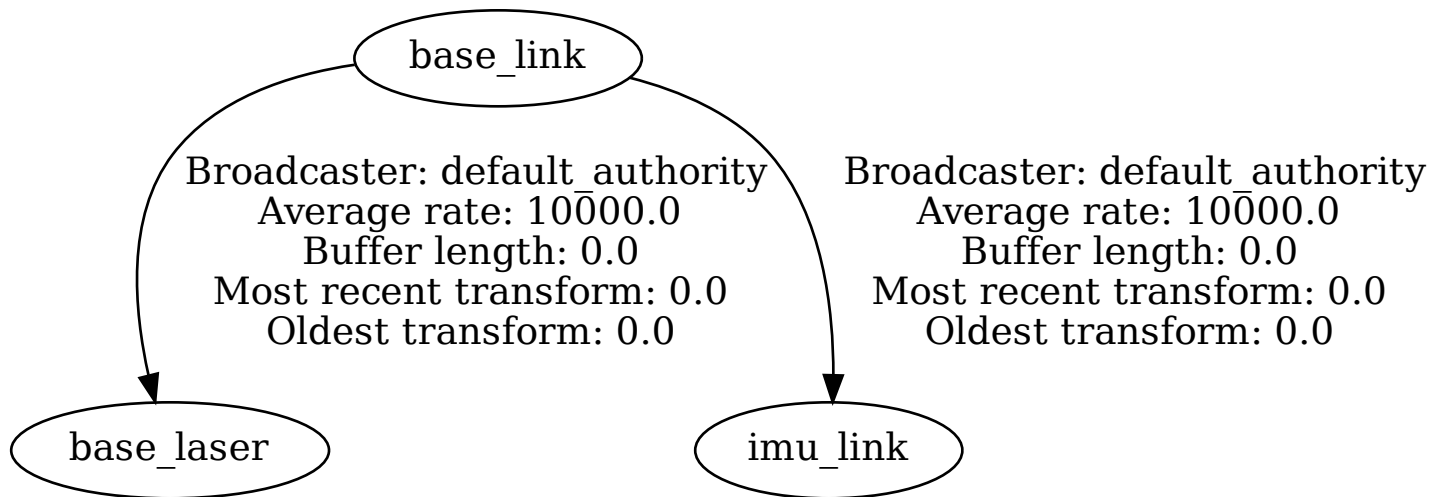 base_link
Broadcaster: default_authority
Average rate: 10000.0
Buffer length: 0.0
Most recent transform: 0.0
Oldest transform: 0.0
Broadcaster: default_authority
Average rate: 10000.0
Buffer length: 0.0
Most recent transform: 0.0
Oldest transform: 0.0
base_laser
imu_link